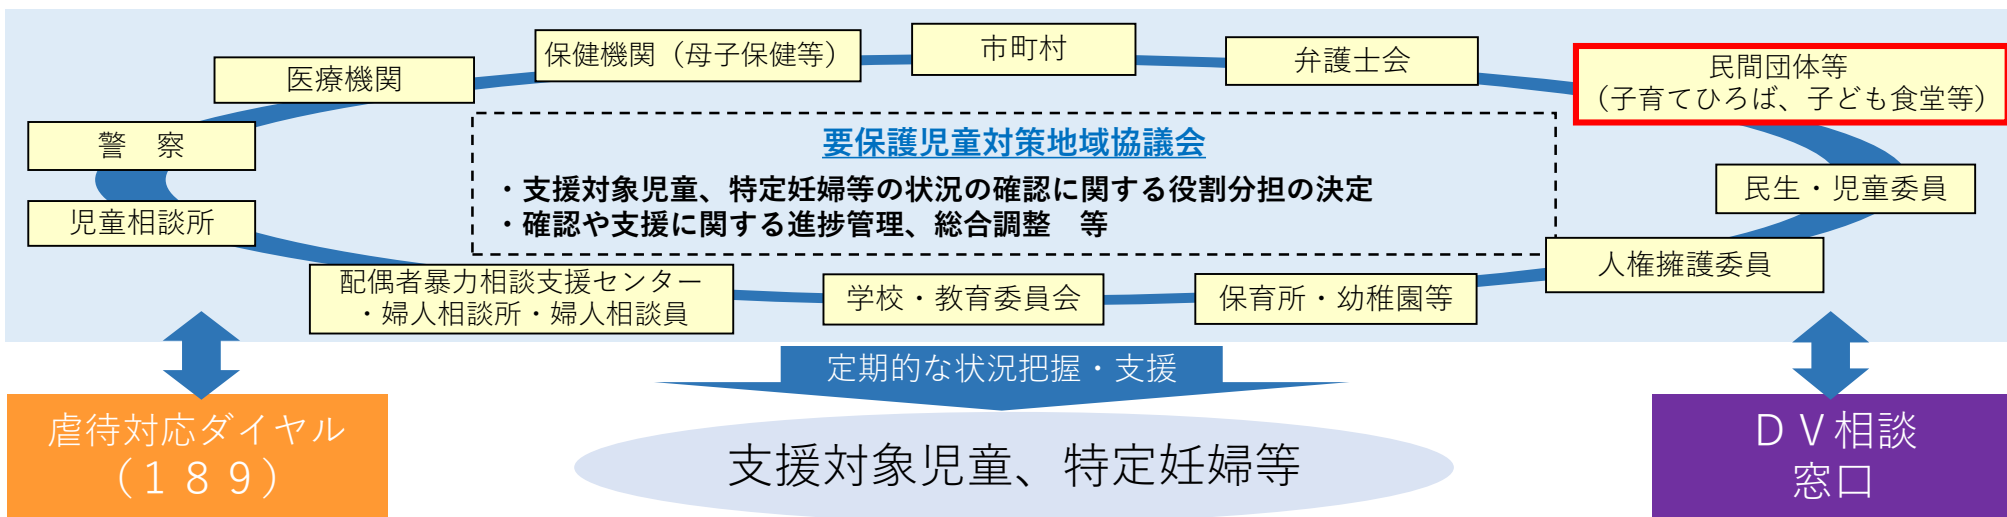 保健機関（母子保健等）
市町村
弁護士会
医療機関
民間団体等
（子育てひろば、子ども食堂等）
警　察
要保護児童対策地域協議会
・支援対象児童、特定妊婦等の状況の確認に関する役割分担の決定
・確認や支援に関する進捗管理、総合調整　等
民生・児童委員
児童相談所
人権擁護委員
配偶者暴力相談支援センター
・婦人相談所・婦人相談員
学校・教育委員会
保育所・幼稚園等
定期的な状況把握・支援
虐待対応ダイヤル
（１８９）
支援対象児童、特定妊婦等
ＤＶ相談
窓口